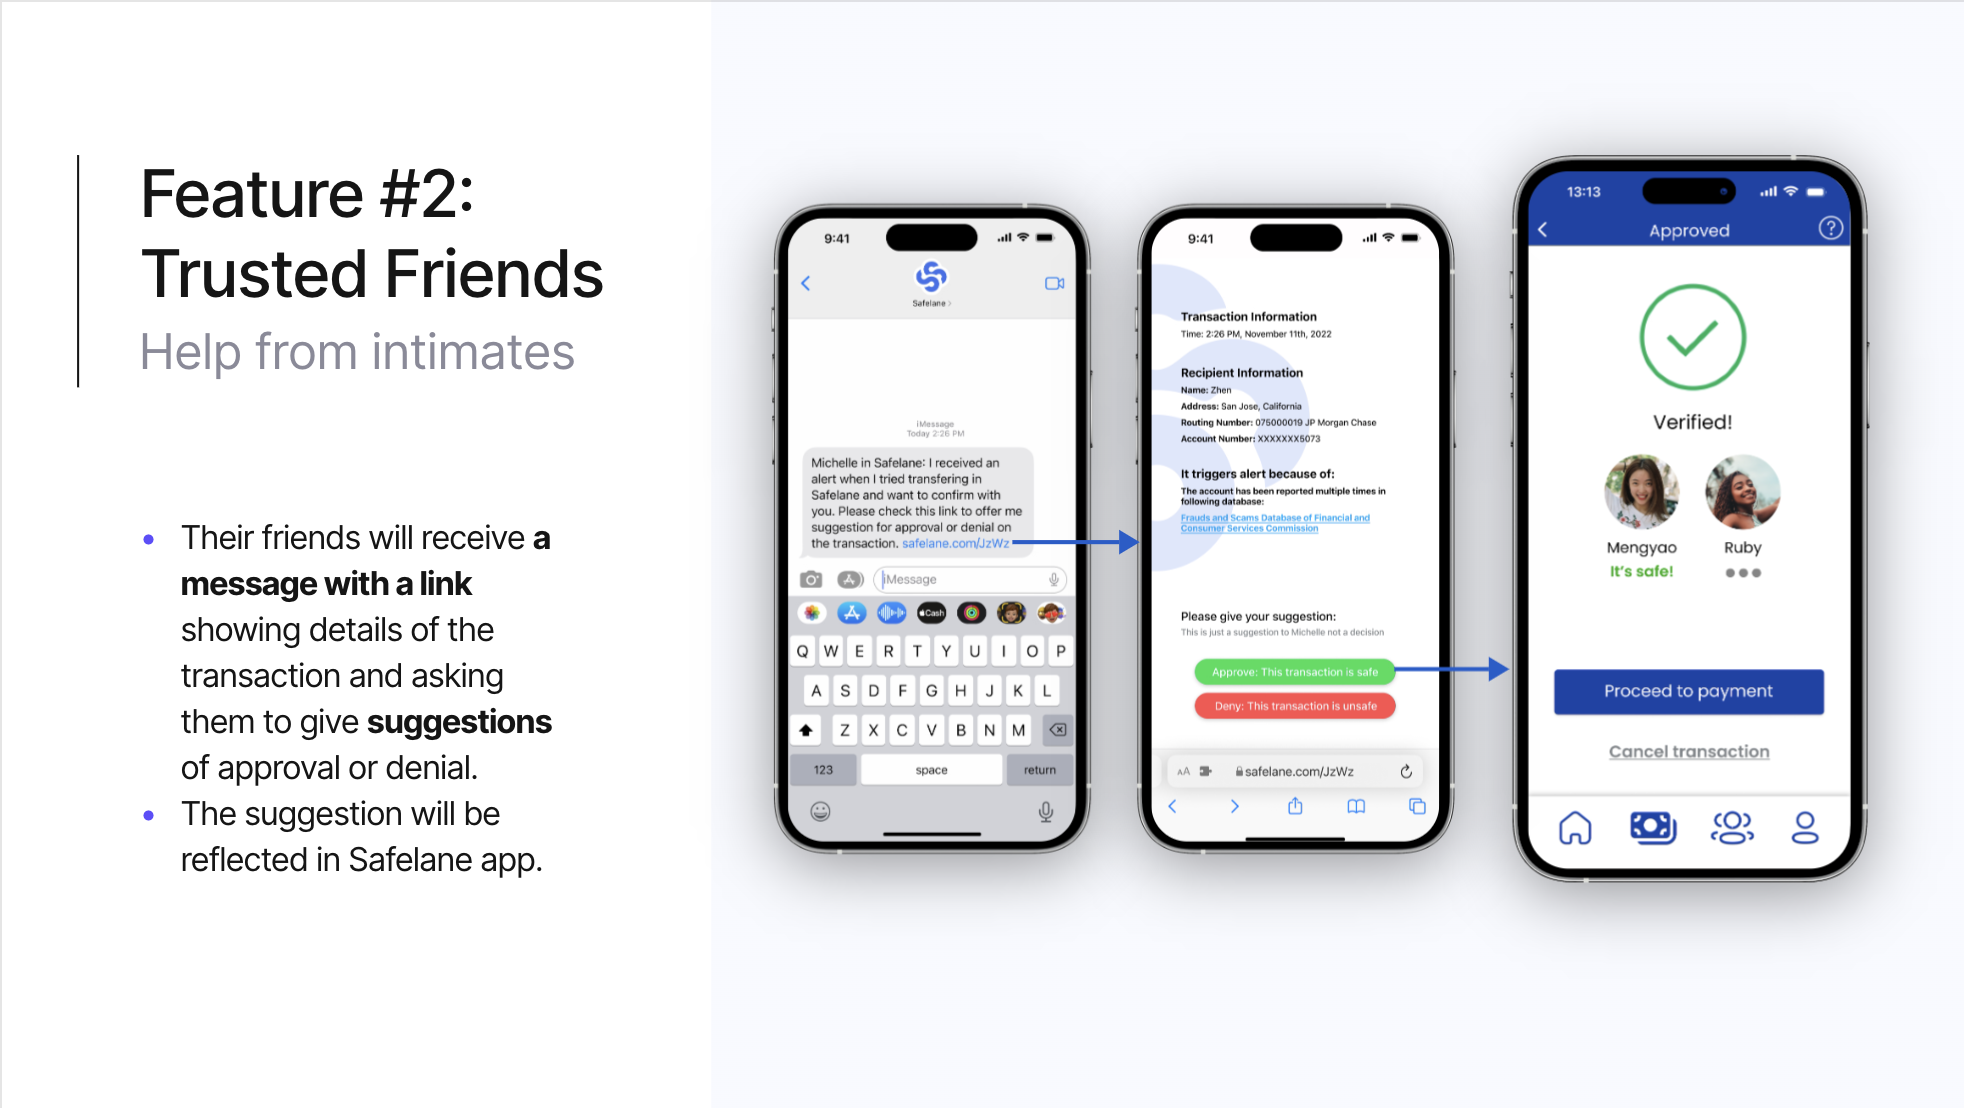 Feature #2:
Trusted Friends
Help from intimates
Their friends will receive a
message with a link
showing details of the
transaction and asking
them to give suggestions
of approval or denial.
The suggestion will be
reflected in Safelane app.
9:41
Safelane
iMessage
Today 2:26 PM
Michelle in Safelane: I received an
alert when I tried transfering in
Safelane and want to confirm with
you. Please check this link to offer me
suggestion for approval or denial on
the transaction. safelane.com/JzWz
iMessage
Cash
Q W E R T Y U I O P
A S D F G H J K L
Z X C V B N M
123 space return
9:41
Transaction Information
Time: 2:26 PM, November 11th, 2022
Recipient Information
Name: Zhen
Address: San Jose, California
Routing Number: 075000019 JP Morgan Chase
Account Number: XXXXXXX5073
It triggers alert because of:
The account has been reported multiple times in
following database:
Frauds and Scams Database of Financial and
Consumer Services Commission
Please give your suggestion:
This is just a suggestion to Michelle not a decision
Approve: This transaction is safe
Deny: This transaction is unsafe
AA safelane.com/JzWz
13:13
Approved
?
Verified!
Mengyao Ruby
It's safe!
Proceed to payment
Cancel transaction